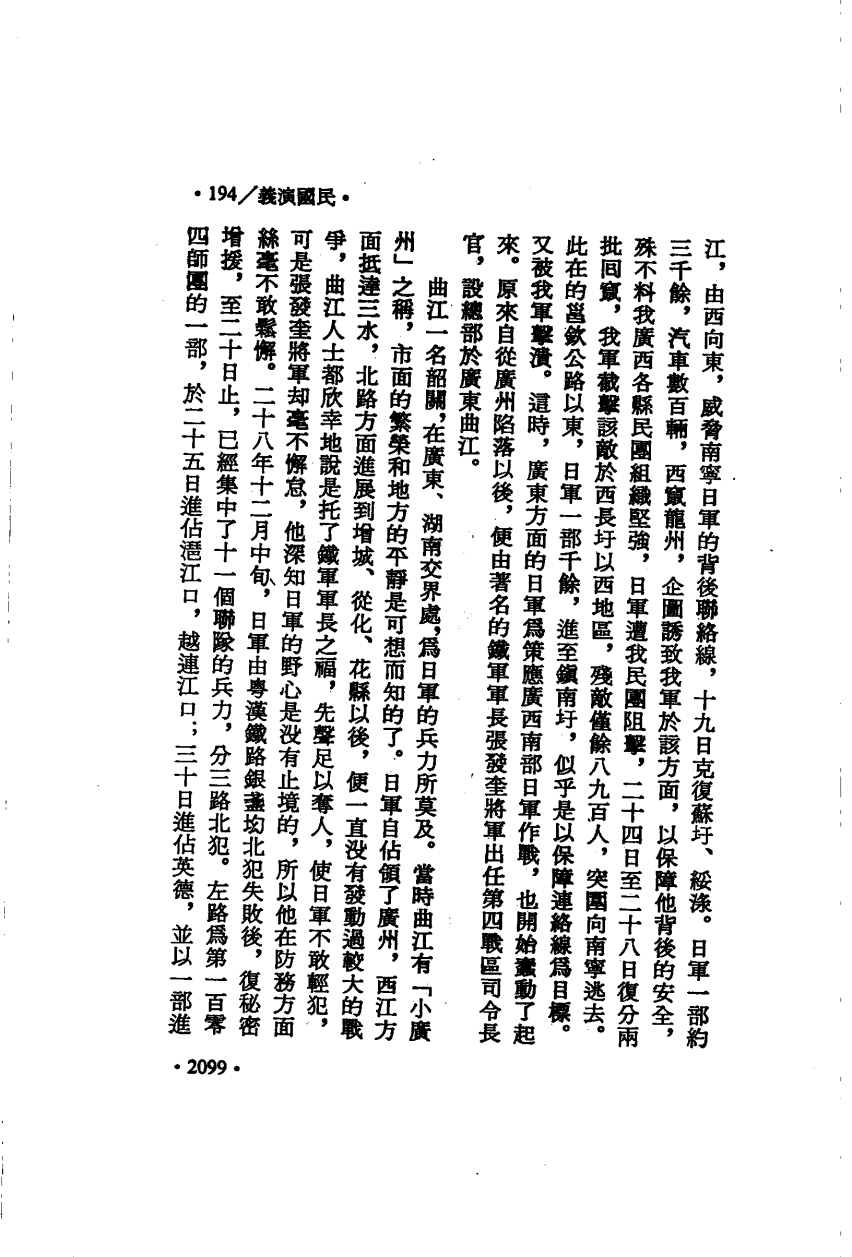 ·194／義演國民·
江，由西向東，威脅南寧日軍的背後聯絡線，十九日克復蘇圩、綏淥。日軍一部約
三千餘，汽車數百輛，西竄龍州，企圖誘致我軍於該方面，以保障他背後的安全，
殊不料我廣西各縣民團組織堅強，日軍遭我民團阻擊，二十四日至二十八日復分兩
批回竄，我軍截擊該敵於西長圩以西地區，殘敵僅餘八九百人，突圍向南寧逃去。
此在的邕欽公路以東，日軍一部千餘，進至鎭南圩，似乎是以保障連絡線爲目標。
又被我軍擊潰。這時，廣東方面的日軍爲策應廣西南部日軍作戰，也開始蠢動了起
來。原來自從廣州陷落以後，便由著名的鐵軍軍長張發奎將軍出任第四戰區司令長
官，設總部於廣東曲江。
曲江一名韶關，在廣東、湖南交界處，爲日軍的兵力所莫及。當時曲江有「小廣
州」之稱，市面的繁榮和地方的平靜是可想而知的了。日軍自佔領了廣州，西江方
面抵達三水，北路方面進展到增城、從化、花縣以後，便一直没有發動過較大的戰
爭，曲江人士都欣幸地說是托了鐵軍軍長之福，先聲足以奪人，使日軍不敢輕犯，
可是張發奎將軍却毫不懈怠，他深知日軍的野心是没有止境的，所以他在防務方面
絲毫不敢鬆懈。二十八年十二月中旬，日軍由粤漢鐵路銀盞坳北犯失敗後，復秘密
增援，至二十日止，已經集中了十一個聯隊的兵力，分三路北犯。左路爲第一百零
四師團的一部，於二十五日進佔潖江口，越連江口；三十日進佔英德，並以一部進
·2099·